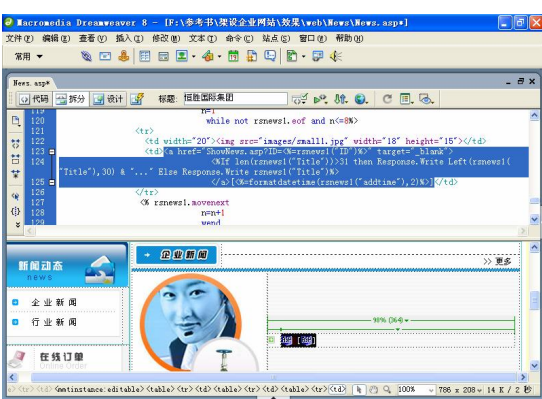 Macromedia Dreamweaver 8 - [F:\参考书\架设企业网站\效果\web\News\News.asp*]
文件(F) 编辑(E) 查看(V) 插入(I) 修改(M) 文本(T) 命令(C) 站点(S) 窗口(W) 帮助(H)
常用
News.asp*
代码 拆分 设计 标题: 恒胜国际集团
119 n=1
120 while not rsnews1.eof and n<=8%>
121 <tr>
122 <td width="20"><img src="images/small1.jpg" width="18" height="15"></td>
123 <td><a href="ShowNews.asp?ID=<%=rsnews1("ID")%>" target="_blank">
124 <%If len(rsnews1("Title"))>31 then Response.Write Left(rsnews1(
"Title"),30) & "..." Else Response.Write rsnews1("Title")%>
125 </a>[<%=formatdatetime(rsnews1("addtime"),2)%>]</td>
126 </tr>
127 <% rsnews1.movenext
128 n=n+1
129 wend
新闻动态
news
企业新闻
更多
企业新闻
行业新闻
98% (364)
在线订单
Online Order
<tr> <td> <mmtinstance:editable> <table> <tr> <td> <table> <tr> <td> <table> <tr> <td> 100% 786 x 208 14 K / 2 秒